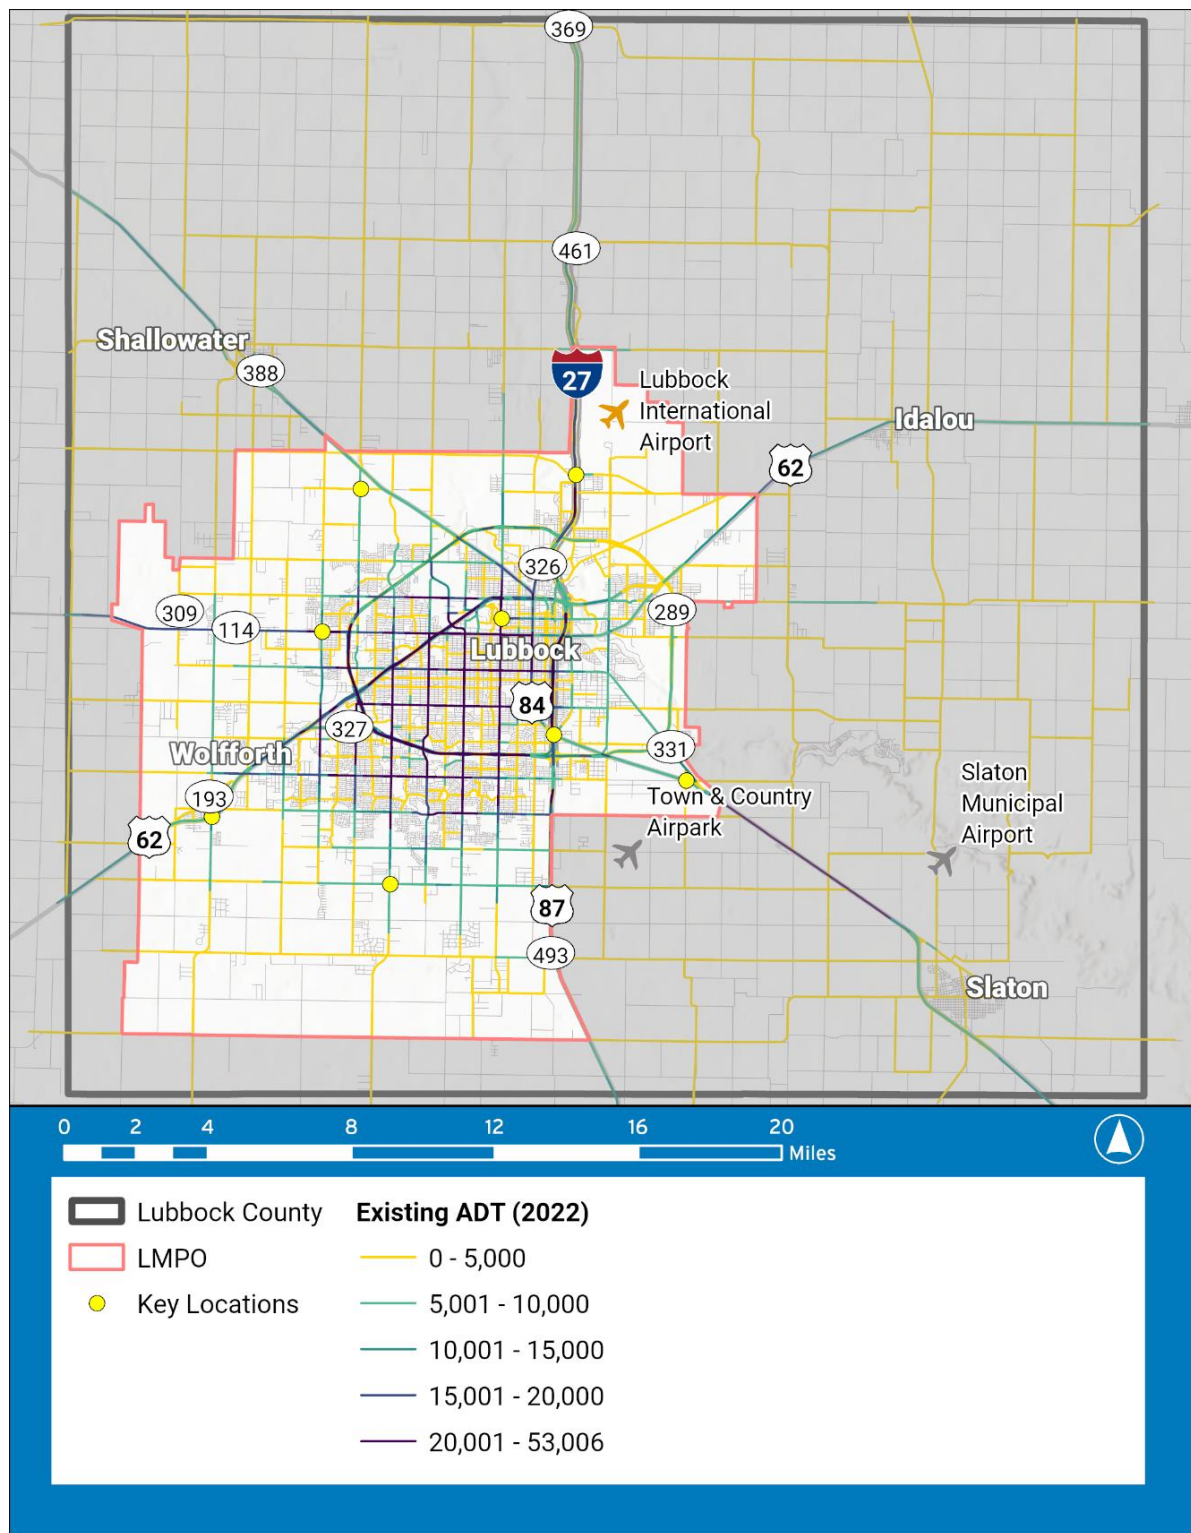 369
461
Shallowater
388
27
Lubbock
International
Airport
Idalou
62
326
309
114
289
Lubbock
84
327
Wolfforth
331
193
Town & Country
Airpark
Slaton
Municipal
Airport
62
87
493
Slaton
0 2 4 8 12 16 20
Miles
Lubbock County
LMPO
Key Locations
Existing ADT (2022)
0 - 5,000
5,001 - 10,000
10,001 - 15,000
15,001 - 20,000
20,001 - 53,006